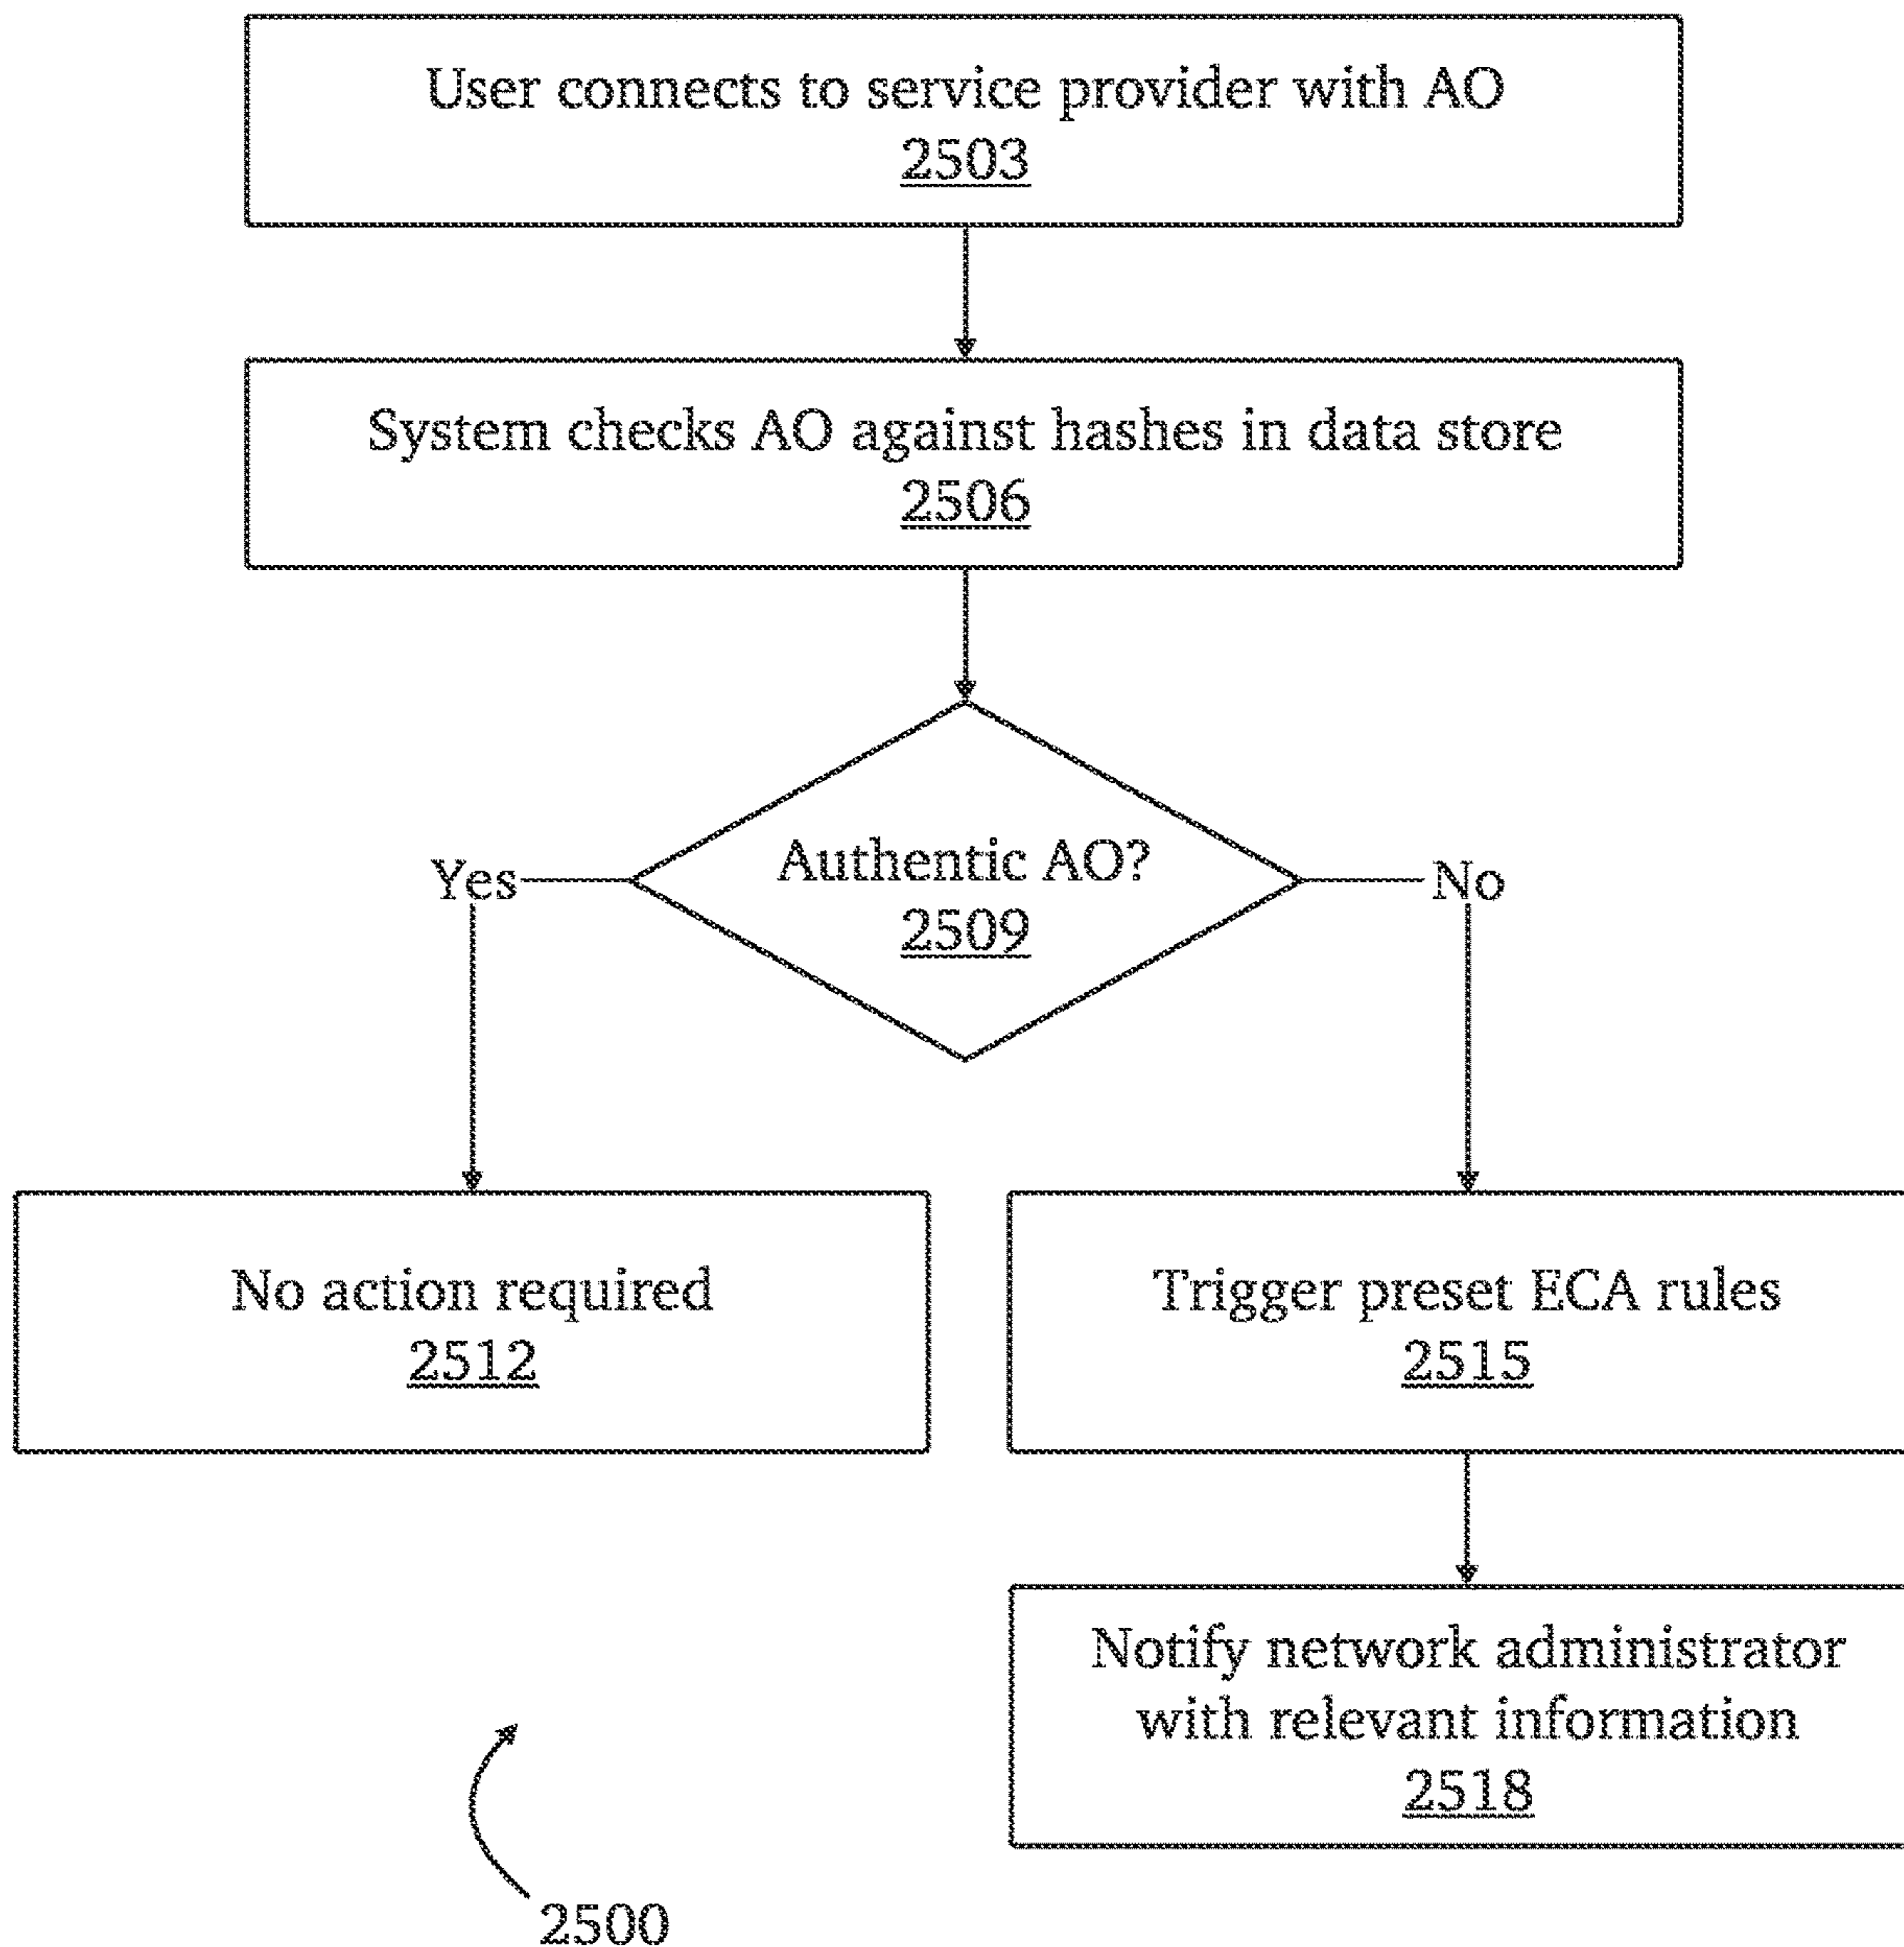 User connects to service provider with AO
2503
System checks AO against hashes in data store
2506
Authentic AO?
2509
Yes
No
No action required
2512
Trigger preset ECA rules
2515
Notify network administrator
with relevant information
2518
2500